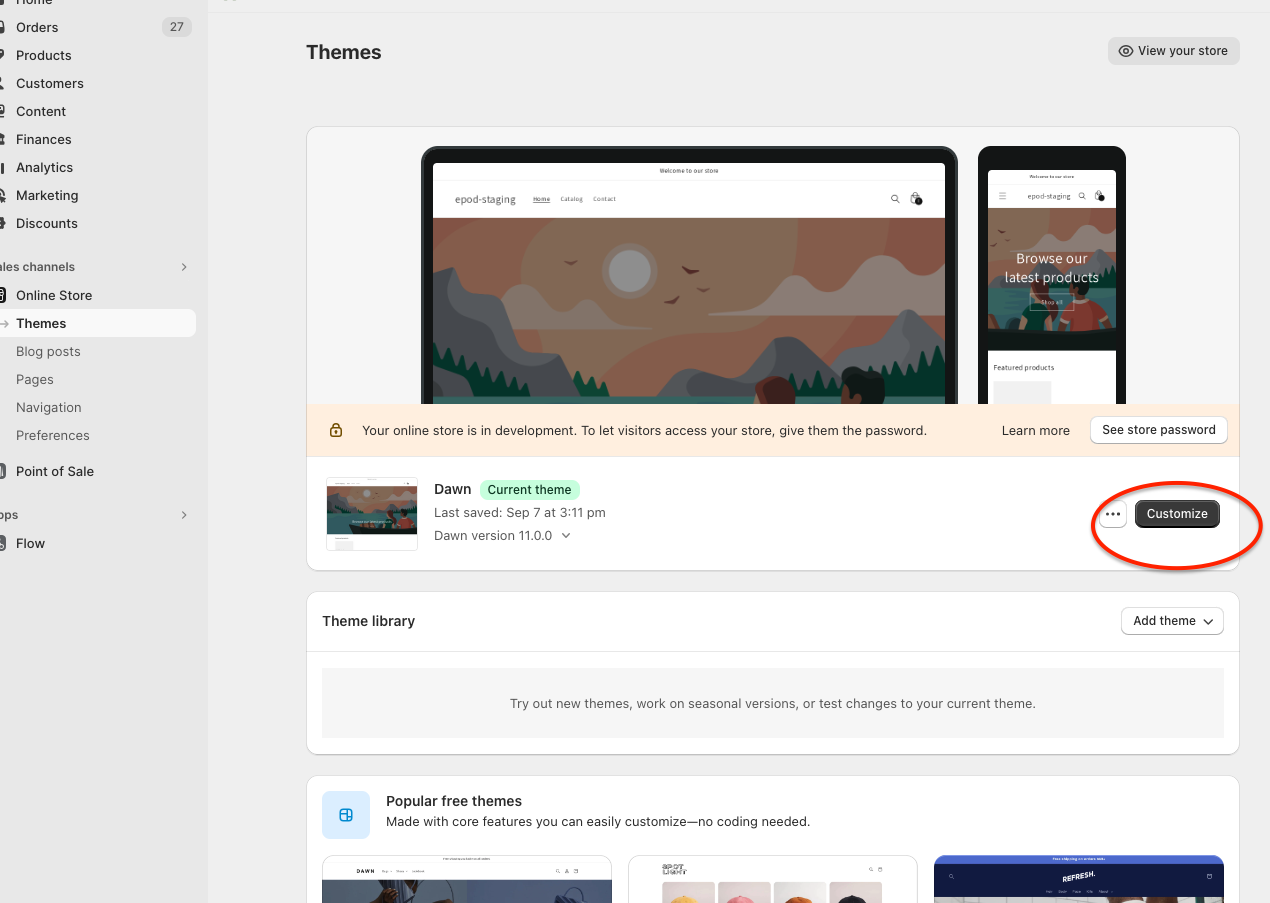 Home
Orders 27
Products
Customers
Content
Finances
Analytics
Marketing
Discounts
ales channels
Online Store
Themes
Blog posts
Pages
Navigation
Preferences
Point of Sale
pps
Flow
Themes
View your store
Welcome to our store
epod-staging Home Catalog Contact
Welcome to our store
epod-staging
Browse our
latest products
Shop all
Featured products
Your online store is in development. To let visitors access your store, give them the password. Learn more See store password
Dawn Current theme
Last saved: Sep 7 at 3:11 pm
Dawn version 11.0.0
Customize
Theme library Add theme
Try out new themes, work on seasonal versions, or test changes to your current theme.
Popular free themes
Made with core features you can easily customize—no coding needed.
DAWN
SPOT
LIGHT
REFRESH.